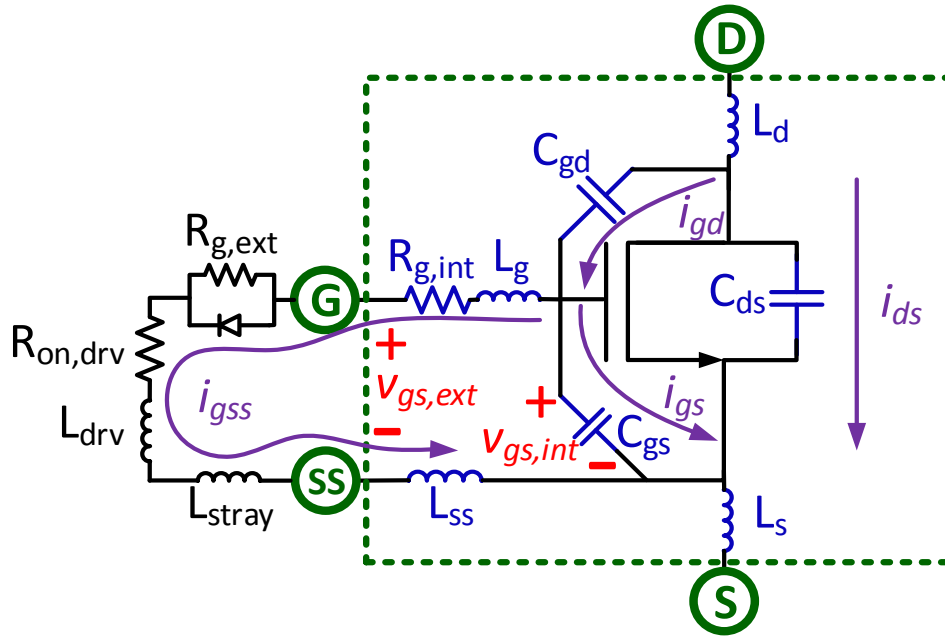 D
L_d
C_gd
i_gd
R_g,ext
R_g,int
L_g
G
C_ds
i_ds
R_on,drv
+
v_gs,ext
-
i_gss
i_gs
+
v_gs,int
-
C_gs
L_drv
SS
L_stray
L_ss
L_s
S